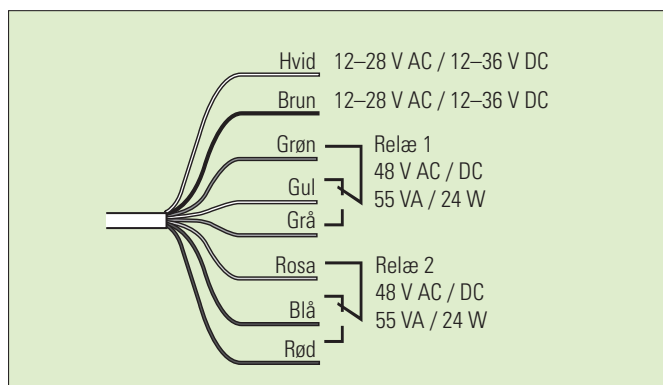 Hvid 12–28 V AC / 12–36 V DC
Brun 12–28 V AC / 12–36 V DC
Grøn Relæ 1
48 V AC / DC
Gul
55 VA / 24 W
Grå
Rosa Relæ 2
48 V AC / DC
Blå
55 VA / 24 W
Rød